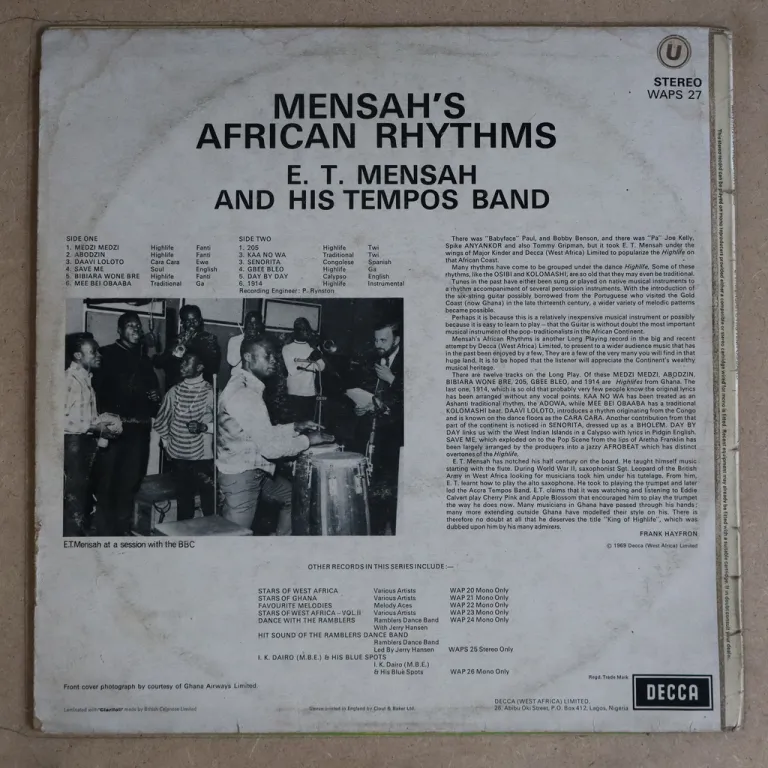 U
STEREO
WAPS 27
MENSAH'S
AFRICAN RHYTHMS
E. T. MENSAH
AND HIS TEMPOS BAND
SIDE ONE
1. MEDZI MEDZI Highlife Fanti
2. ABODZIN Highlife Fanti
3. DAAVI LOLOTO Cara Cara Ewe
4. SAVE ME Soul English
5. BIBIARA WONE BRE Highlife Fanti
6. MEE BEI OBAABA Traditional Ga
SIDE TWO
1. 205 Highlife Twi
2. KAA NO WA Traditional Twi
3. SENORITA Congolese Spanish
4. GBEE BLEO Highlife Ga
5. DAY BY DAY Calypso English
6. 1914 Highlife Instrumental
Recording Engineer: P. Rynston
There was "Babyface" Paul, and Bobby Benson, and there was "Pa" Joe Kelly,
Spike ANYANKOR and also Tommy Gripman, but it took E. T. Mensah under the
wings of Major Kinder and Decca (West Africa) Limited to popularize the Highlife on
that African Coast.
Many rhythms have come to be grouped under the dance Highlife. Some of these
rhythms, like the OSIBI and KOLOMASHI, are so old that they may even be traditional.
Tunes in the past have either been sung or played on native musical instruments to
a rhythm accompaniment of several percussion instruments. With the introduction of
the six-string guitar possibly borrowed from the Portuguese who visited the Gold
Coast (now Ghana) in the late thirteenth century, a wider variety of melodic patterns
became possible.
Perhaps it is because this is a relatively inexpensive musical instrument or possibly
because it is easy to learn to play – that the Guitar is without doubt the most important
musical instrument of the pop-traditionalists in the African Continent.
Mensah's African Rhythms is another Long Playing record in the big and recent
attempt by Decca (West Africa) Limited, to present to a wider audience music that has
in the past been enjoyed by a few. They are a few of the very many you will find in that
huge land. It is to be hoped that the listener will appreciate the Continent's wealthy
musical heritage.
There are twelve tracks on the Long Play. Of these MEDZI MEDZI, ABODZIN,
BIBIARA WONE BRE, 205, GBEE BLEO, and 1914 are Highlifes from Ghana. The
last one, 1914, which is so old that probably very few people know the original lyrics
has been arranged without any vocal points. KAA NO WA has been treated as an
Ashanti traditional rhythm, the ADOWA, while MEE BEI OBAABA has a traditional
KOLOMASHI beat. DAAVI LOLOTO, introduces a rhythm originating from the Congo
and is known on the dance floors as the CARA CARA. Another contribution from that
part of the continent is noticed in SENORITA, dressed up as a BHOLEM. DAY BY
DAY links us with the West Indian Islands in a Calypso with lyrics in Pidgin English.
SAVE ME, which exploded on to the Pop Scene from the lips of Aretha Franklin has
been largely arranged by the producers into a jazzy AFROBEAT which has distinct
overtones of the Highlife.
E. T. Mensah has notched his half century on the board. He taught himself music
starting with the flute. During World War II, saxophonist Sgt. Leopard of the British
Army in West Africa looking for musicians took him under his tutelage. From him,
E. T. learnt how to play the alto saxophone. He took to playing the trumpet and later
led the Accra Tempos Band. E.T. claims that it was watching and listening to Eddie
Calvert play Cherry Pink and Apple Blossom that encouraged him to play the trumpet
the way he does now. Many musicians in Ghana have passed through his hands;
many more extending outside Ghana have modelled their style on his. There is
therefore no doubt at all that he deserves the title "King of Highlife", which was
dubbed upon him by his many admirers.
FRANK HAYFRON
© 1969 Decca (West Africa) Limited
E.T.Mensah at a session with the BBC
OTHER RECORDS IN THIS SERIES INCLUDE:—
STARS OF WEST AFRICA Various Artists WAP 20 Mono Only
STARS OF GHANA Various Artists WAP 21 Mono Only
FAVOURITE MELODIES Melody Aces WAP 22 Mono Only
STARS OF WEST AFRICA – VOL.II Various Artists WAP 23 Mono Only
DANCE WITH THE RAMBLERS Ramblers Dance Band WAP 24 Mono Only
With Jerry Hansen
HIT SOUND OF THE RAMBLERS DANCE BAND
Ramblers Dance Band
Led By Jerry Hansen WAPS 25 Stereo Only
I. K. DAIRO (M.B.E.) & HIS BLUE SPOTS
I. K. Dairo (M.B.E.)
& His Blue Spots WAP 26 Mono Only
Front cover photograph by courtesy of Ghana Airways Limited.
Regd. Trade Mark
DECCA
Laminated with "Clarifoil" made by British Celanese Limited
Sleeve printed in England by Clout & Baker Ltd.
DECCA (WEST AFRICA) LIMITED
28, Abibu Oki Street, P.O. Box 412, Lagos, Nigeria